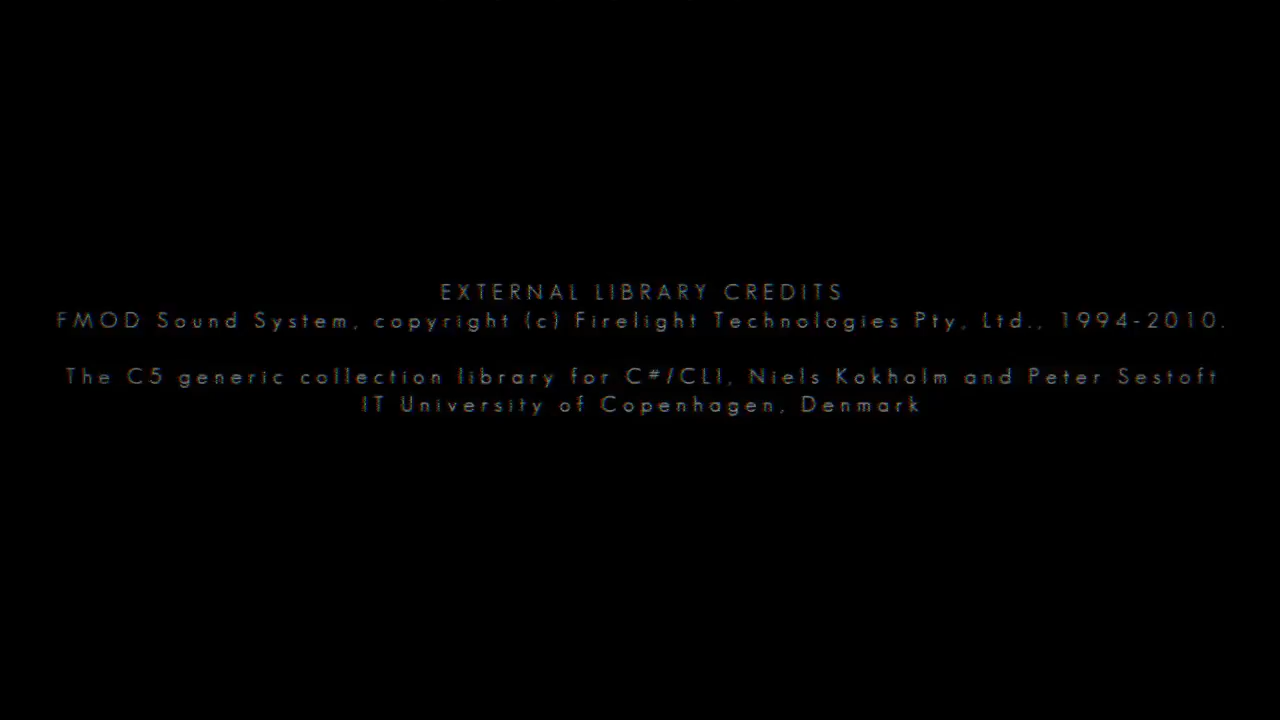 EXTERNAL LIBRARY CREDITS
FMOD Sound System, copyright (c) Firelight Technologies Pty, Ltd., 1994-2010.
The C5 generic collection library for C#/CLI, Niels Kokholm and Peter Sestoft
IT University of Copenhagen, Denmark